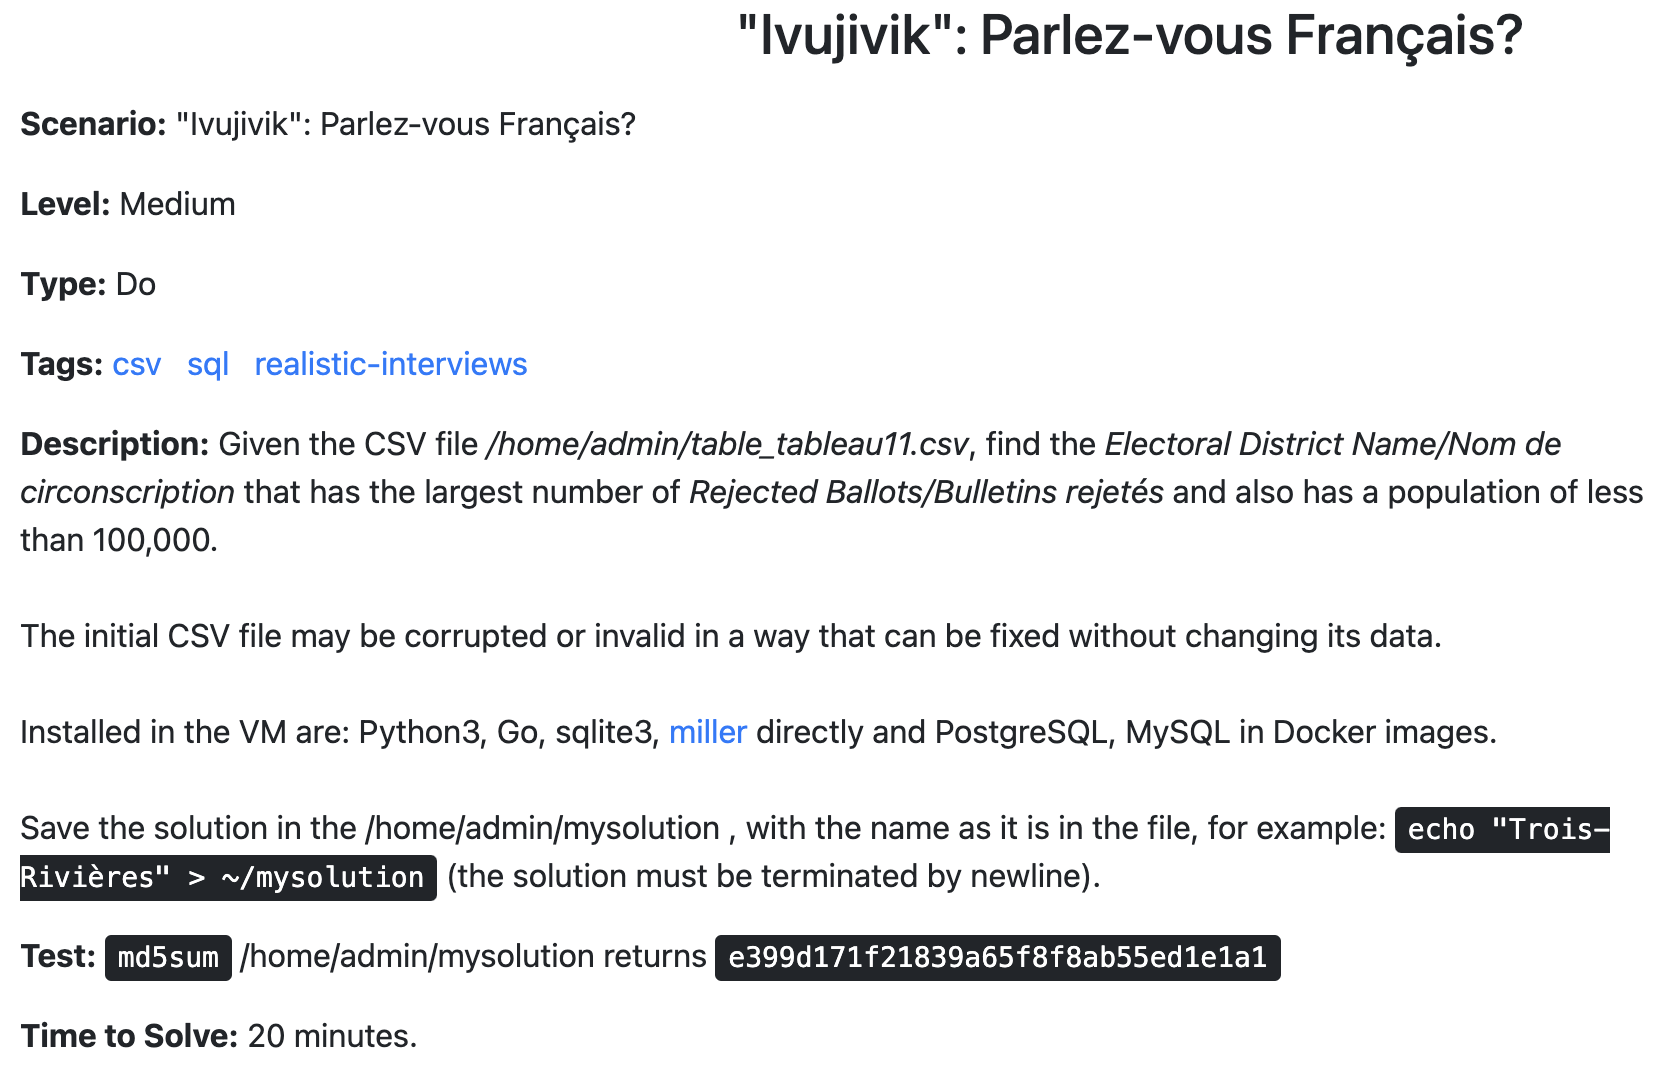 "Ivujivik": Parlez-vous Français?
Scenario: "Ivujivik": Parlez-vous Français?
Level: Medium
Type: Do
Tags: csv sql realistic-interviews
Description: Given the CSV file /home/admin/table_tableau11.csv, find the Electoral District Name/Nom de
circonscription that has the largest number of Rejected Ballots/Bulletins rejetés and also has a population of less
than 100,000.
The initial CSV file may be corrupted or invalid in a way that can be fixed without changing its data.
Installed in the VM are: Python3, Go, sqlite3, miller directly and PostgreSQL, MySQL in Docker images.
Save the solution in the /home/admin/mysolution , with the name as it is in the file, for example: echo "Trois-
Rivières" > ~/mysolution (the solution must be terminated by newline).
Test: md5sum /home/admin/mysolution returns e399d171f21839a65f8f8ab55ed1e1a1
Time to Solve: 20 minutes.